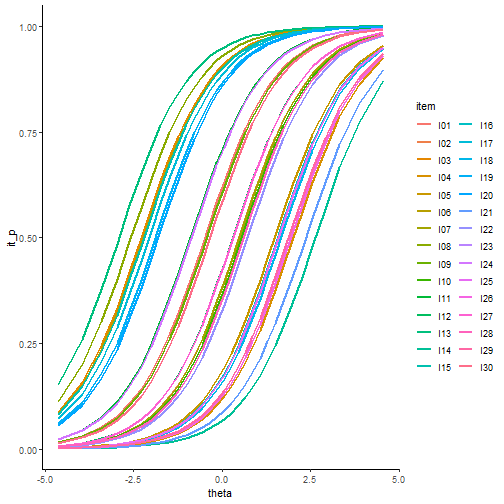 1.00
0.75
0.50
0.25
0.00
it_p
-5.0 -2.5 0.0 2.5 5.0
theta
item
I01 I16
I02 I17
I03 I18
I04 I19
I05 I20
I06 I21
I07 I22
I08 I23
I09 I24
I10 I25
I11 I26
I12 I27
I13 I28
I14 I29
I15 I30